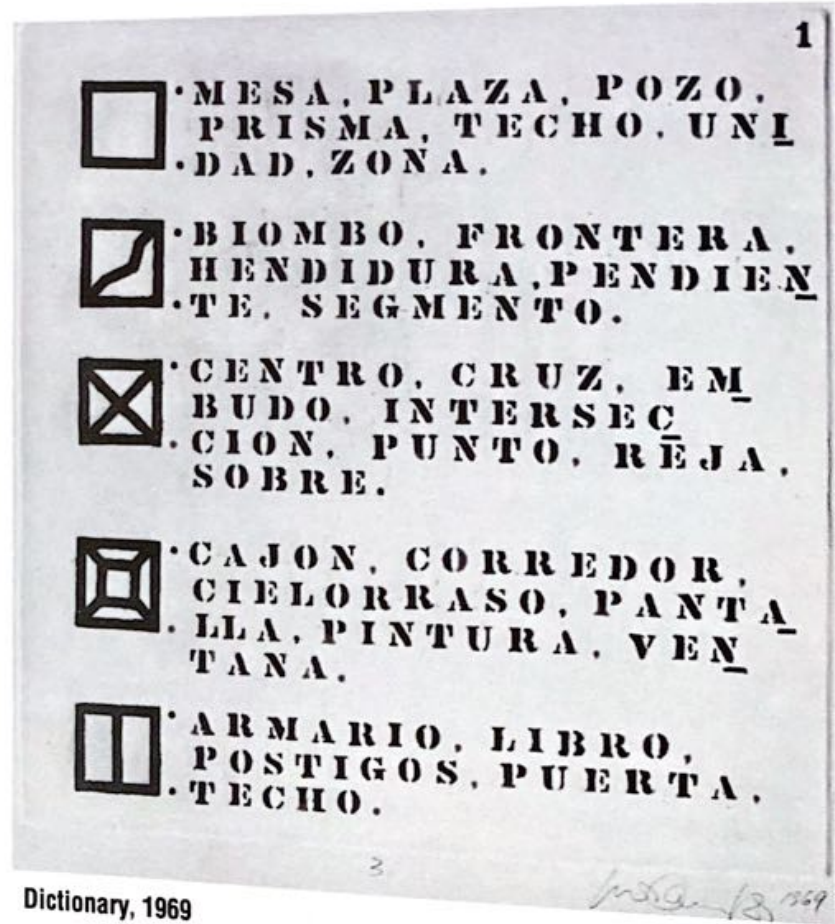 1
MESA, PLAZA, POZO,
PRISMA, TECHO, UNI
DAD, ZONA.
BIOMBO, FRONTERA,
HENDIDURA, PENDIEN
TE, SEGMENTO.
CENTRO, CRUZ, EM
BUDO, INTERSEC
CION, PUNTO, REJA,
SOBRE.
CAJON, CORREDOR,
CIELORRASO, PANTA
LLA, PINTURA, VEN
TANA.
ARMARIO, LIBRO,
POSTIGOS, PUERTA,
TECHO.
3
1969
Dictionary, 1969